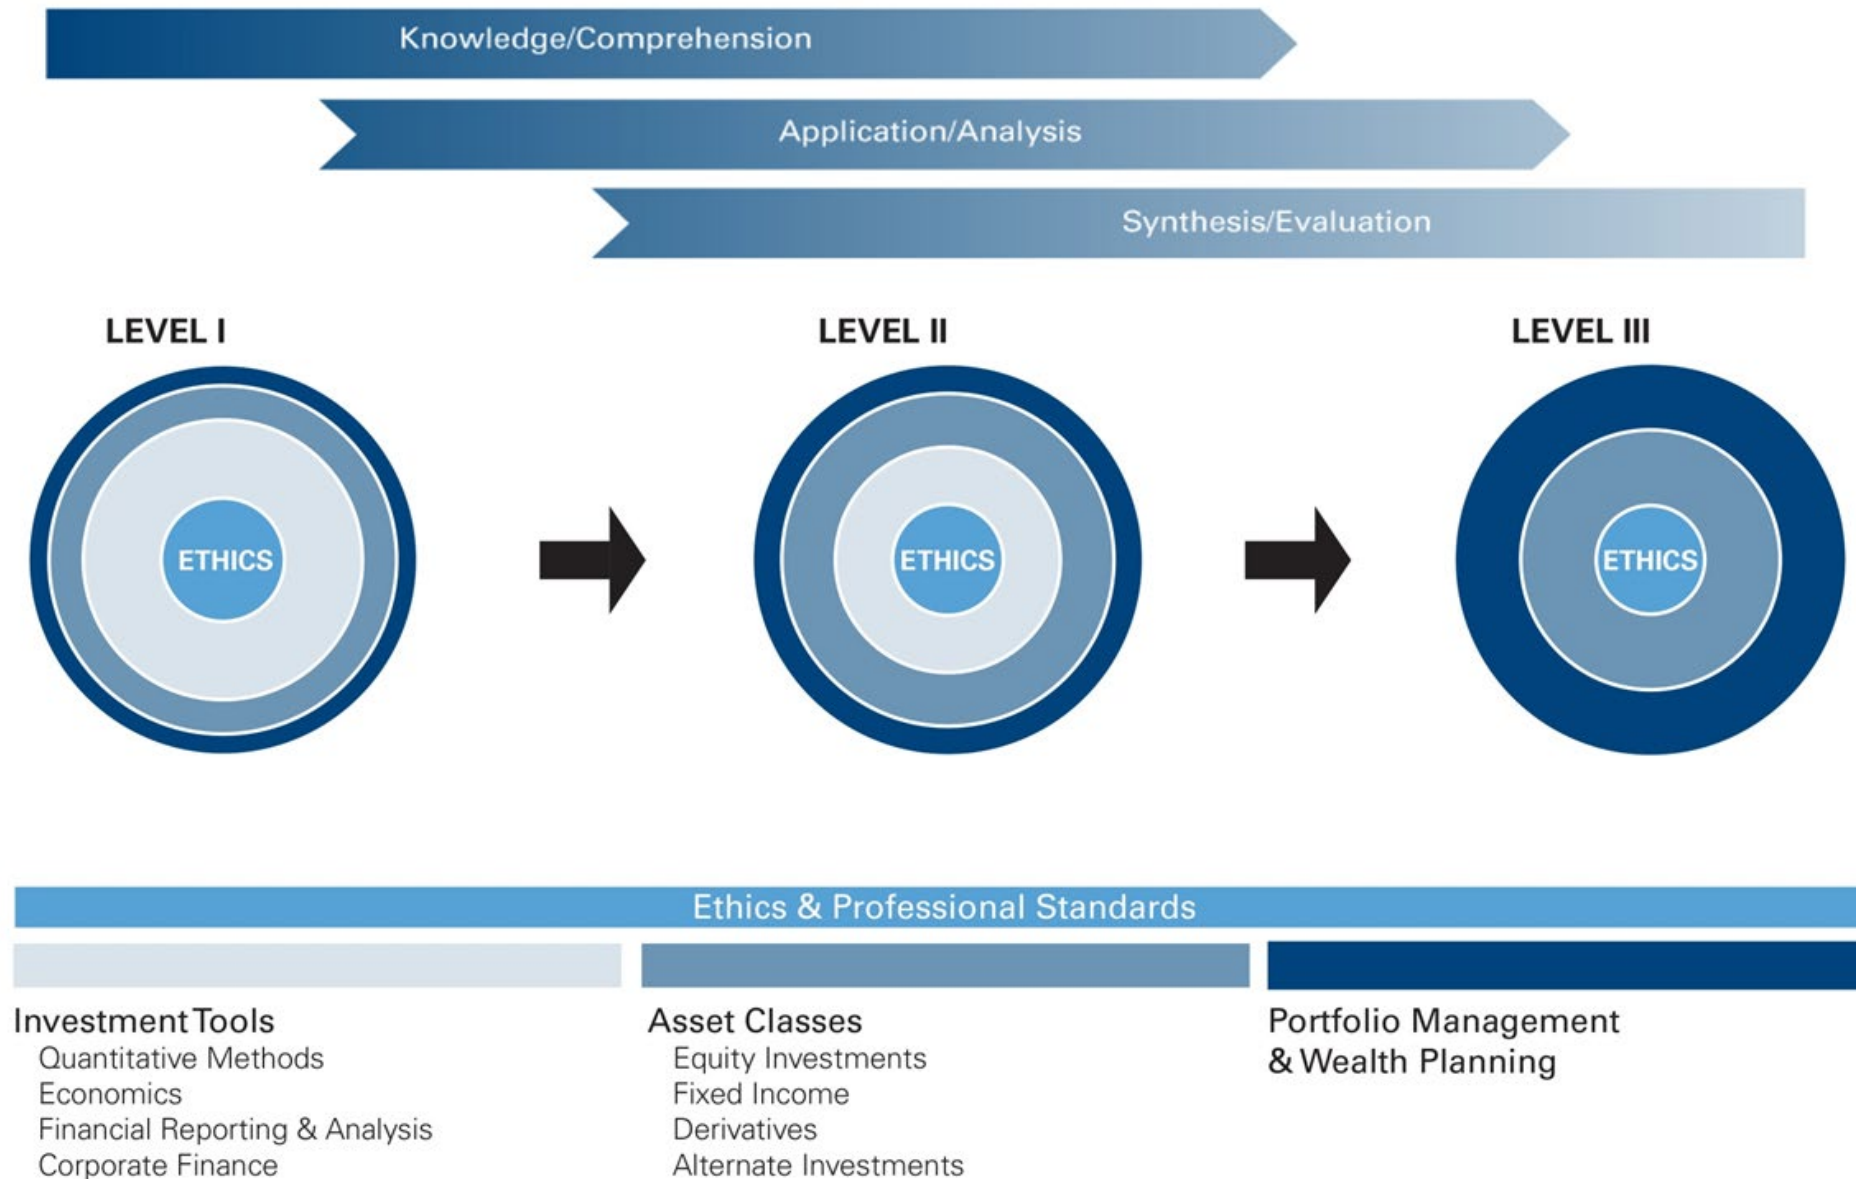 Knowledge/Comprehension
Application/Analysis
Synthesis/Evaluation
LEVEL I
LEVEL II
LEVEL III
ETHICS
ETHICS
ETHICS
Ethics & Professional Standards
Investment Tools
Quantitative Methods
Economics
Financial Reporting & Analysis
Corporate Finance
Asset Classes
Equity Investments
Fixed Income
Derivatives
Alternate Investments
Portfolio Management
& Wealth Planning